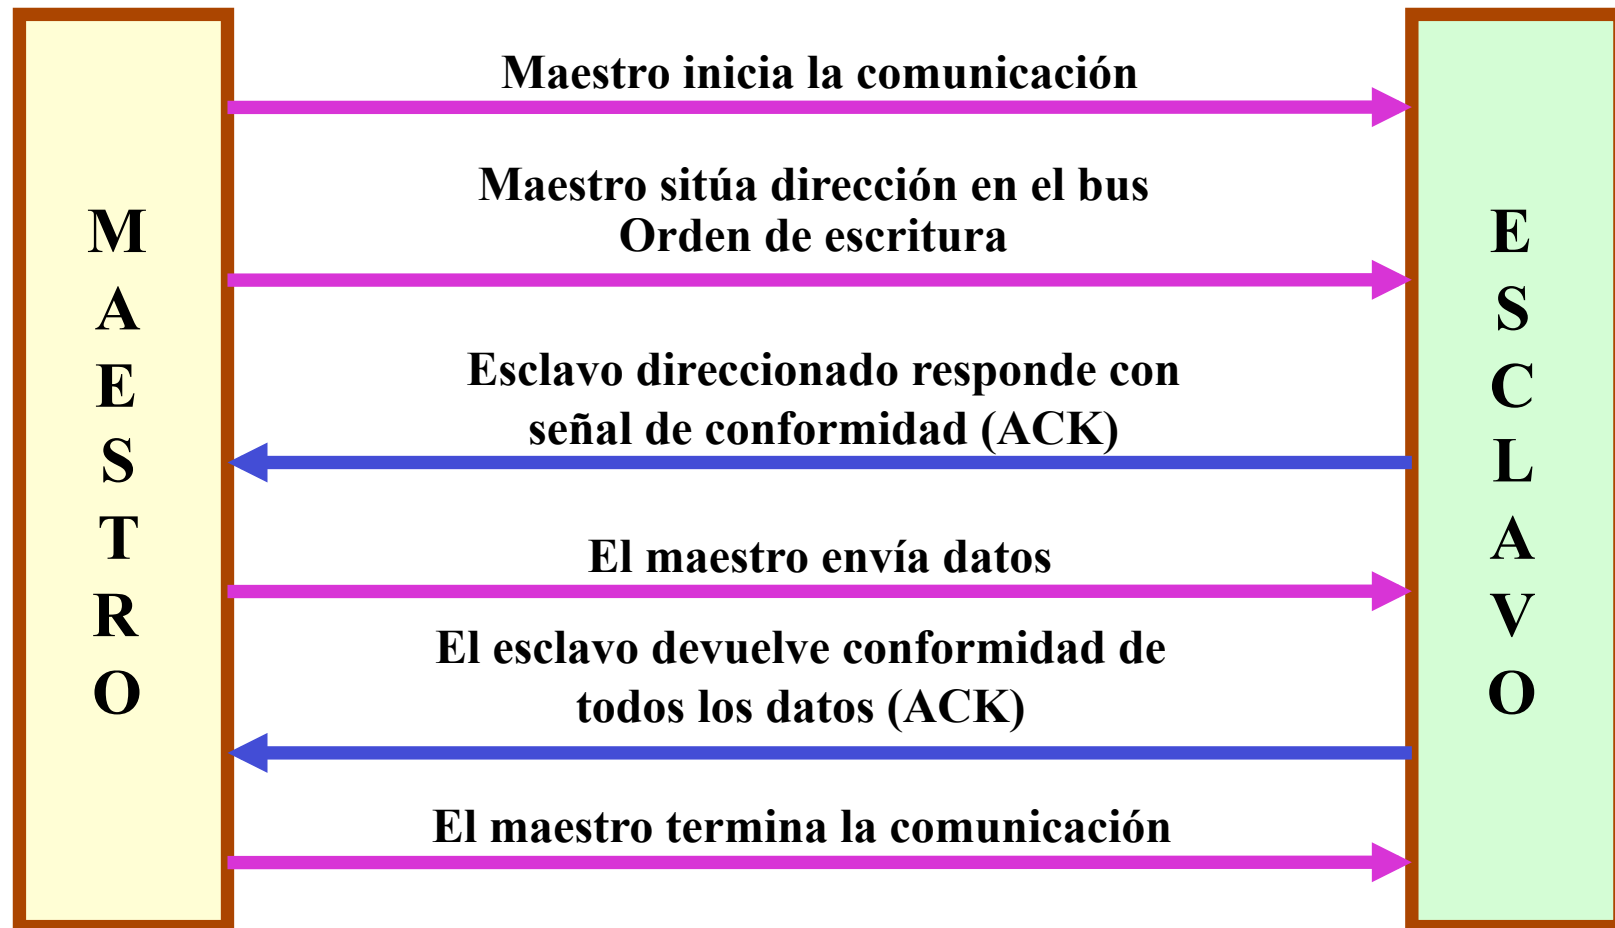 M
A
E
S
T
R
O
Maestro inicia la comunicación
Maestro sitúa dirección en el bus
Orden de escritura
Esclavo direccionado responde con
señal de conformidad (ACK)
El maestro envía datos
El esclavo devuelve conformidad de
todos los datos (ACK)
El maestro termina la comunicación
E
S
C
L
A
V
O